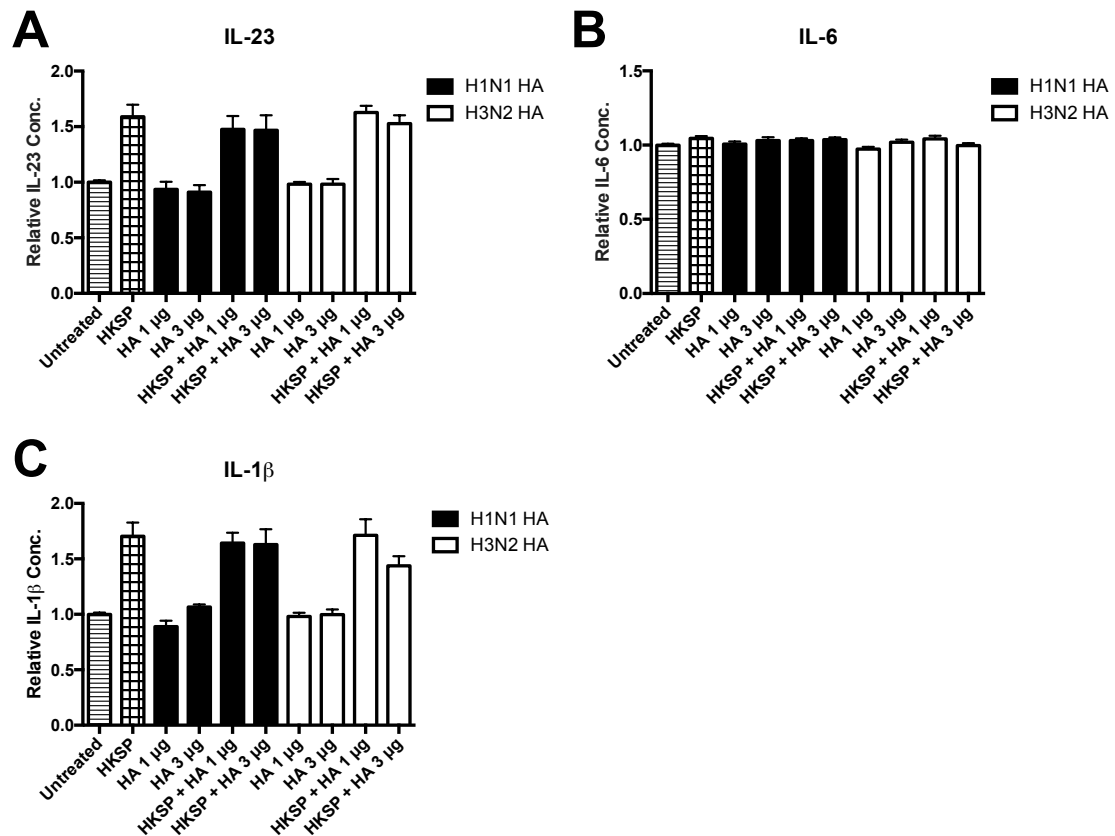 A
IL-23
Relative IL-23 Conc.
2.0
1.5
1.0
0.5
0.0
Untreated
HKSP
HA 1 µg
HA 3 µg
HKSP + HA 1 µg
HKSP + HA 3 µg
HA 1 µg
HA 3 µg
HKSP + HA 1 µg
HKSP + HA 3 µg
H1N1 HA
H3N2 HA
B
IL-6
Relative IL-6 Conc.
1.5
1.0
0.5
0.0
Untreated
HKSP
HA 1 µg
HA 3 µg
HKSP + HA 1 µg
HKSP + HA 3 µg
HA 1 µg
HA 3 µg
HKSP + HA 1 µg
HKSP + HA 3 µg
H1N1 HA
H3N2 HA
C
IL-1β
Relative IL-1β Conc.
2.0
1.5
1.0
0.5
0.0
Untreated
HKSP
HA 1 µg
HA 3 µg
HKSP + HA 1 µg
HKSP + HA 3 µg
HA 1 µg
HA 3 µg
HKSP + HA 1 µg
HKSP + HA 3 µg
H1N1 HA
H3N2 HA